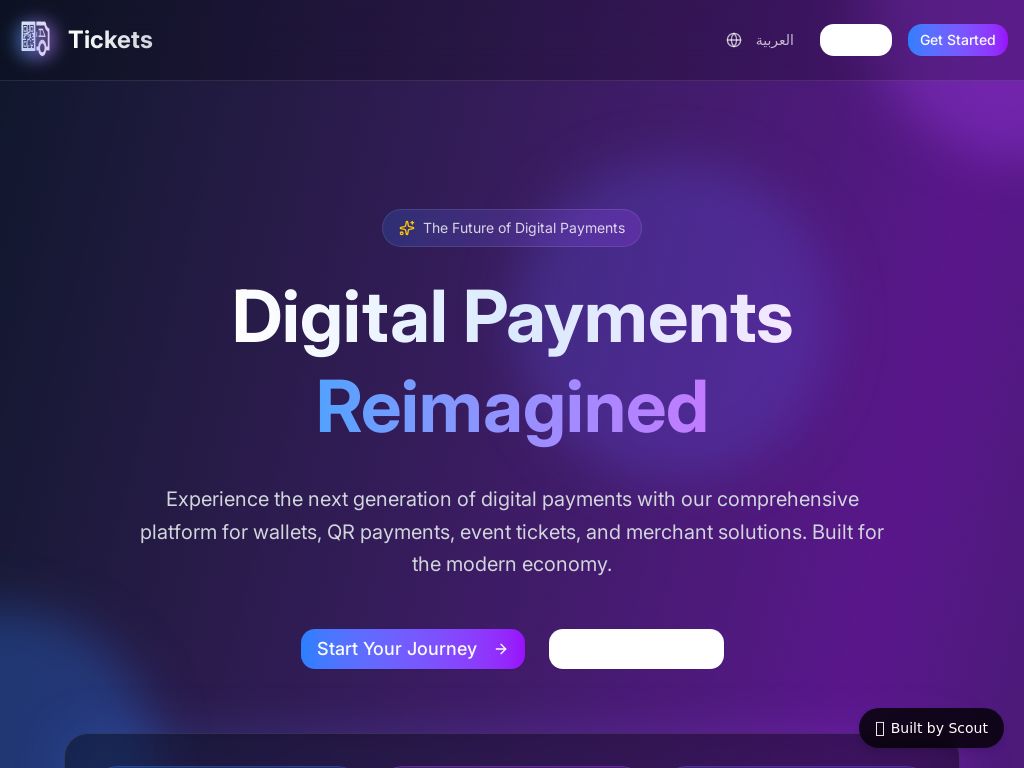 Tickets
العربية
Get Started
The Future of Digital Payments
Digital Payments
Reimagined
Experience the next generation of digital payments with our comprehensive
platform for wallets, QR payments, event tickets, and merchant solutions. Built for
the modern economy.
Start Your Journey
Built by Scout